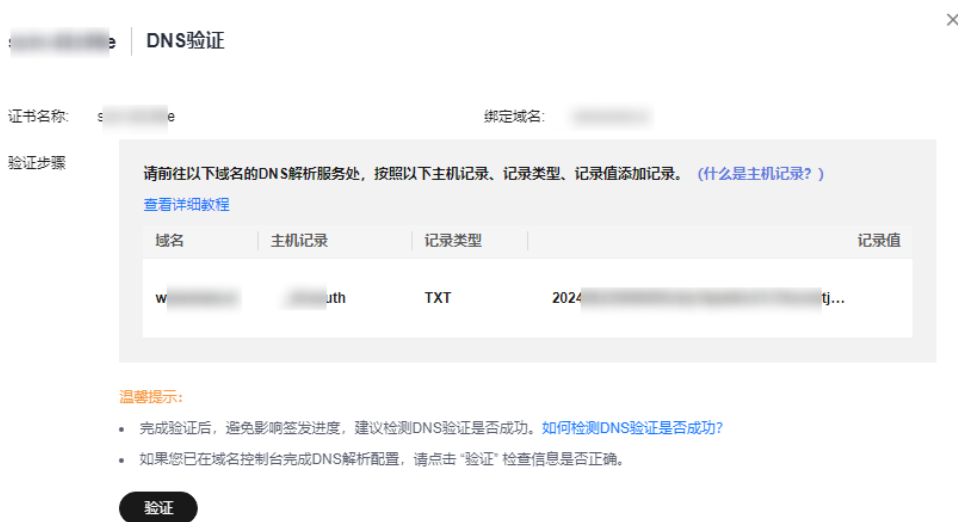 DNS验证
证书名称:
绑定域名:
验证步骤
请前往以下域名的DNS解析服务处，按照以下主机记录、记录类型、记录值添加记录。（什么是主机记录？）
查看详细教程
域名 主机记录 记录类型 记录值
TXT
温馨提示：
• 完成验证后，避免影响签发进度，建议检测DNS验证是否成功。如何检测DNS验证是否成功？
• 如果您已在域名控制台完成DNS解析配置，请点击 “验证” 检查信息是否正确。
验证